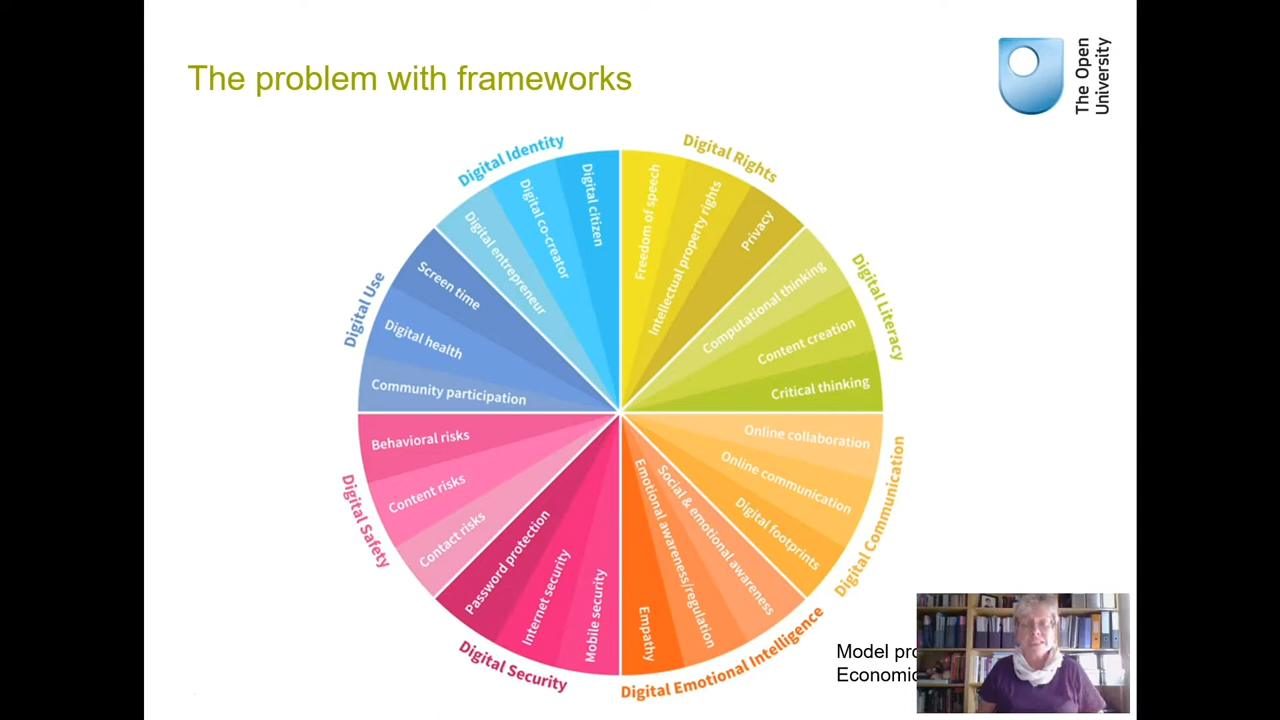 The problem with frameworks
The Open
University
Digital Identity
Digital citizen
Digital co-creator
Digital entrepreneur
Digital Rights
Freedom of speech
Intellectual property rights
Privacy
Digital Literacy
Computational thinking
Content creation
Critical thinking
Digital Communication
Online collaboration
Online communication
Digital footprints
Digital Emotional Intelligence
Social & emotional awareness
Emotional awareness/regulation
Empathy
Digital Security
Mobile security
Internet security
Password protection
Digital Safety
Contact risks
Content risks
Behavioral risks
Digital Use
Community participation
Digital health
Screen time
Model